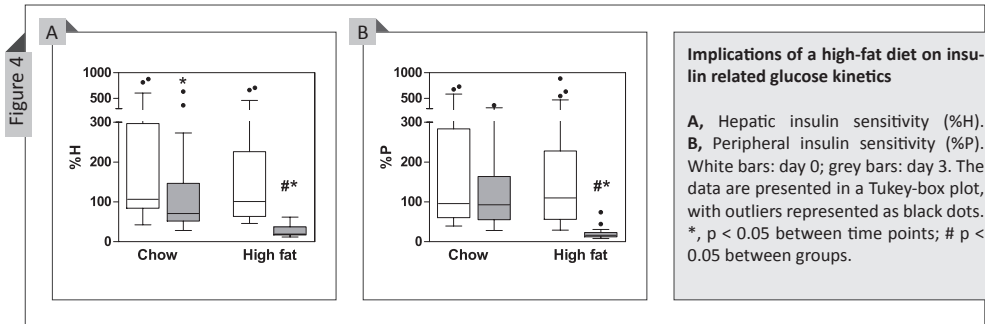 Figure 4
A
%H
1000
500
300
200
100
0
*
#*
Chow
High fat
B
%P
1000
500
300
200
100
0
#*
Chow
High fat
Implications of a high-fat diet on insu-
lin related glucose kinetics
A, Hepatic insulin sensitivity (%H).
B, Peripheral insulin sensitivity (%P).
White bars: day 0; grey bars: day 3. The
data are presented in a Tukey-box plot,
with outliers represented as black dots.
*, p < 0.05 between time points; # p <
0.05 between groups.